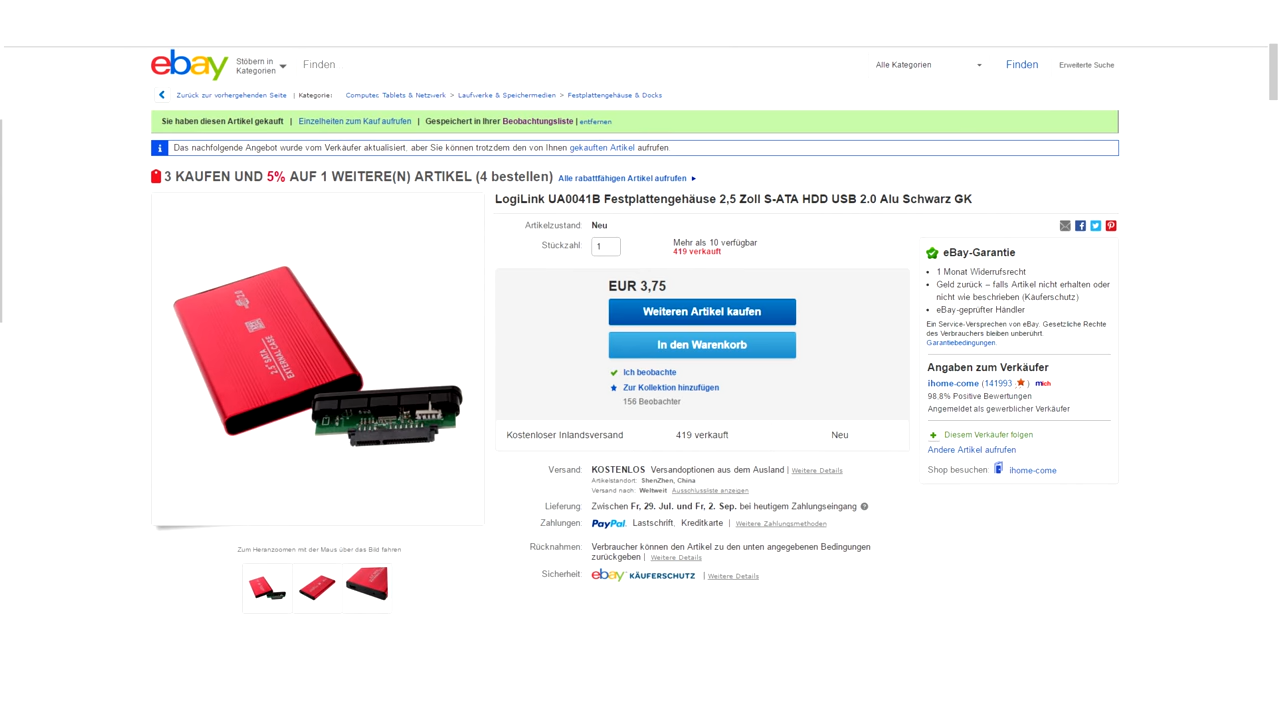 ebay
Stöbern in
Kategorien
Finden...
Alle Kategorien
Finden
Erweiterte Suche
Zurück zur vorhergehenden Seite | Kategorie:
Computer, Tablets & Netzwerk > Laufwerke & Speichermedien > Festplattengehäuse & Docks
Sie haben diesen Artikel gekauft | Einzelheiten zum Kauf aufrufen | Gespeichert in Ihrer Beobachtungsliste | entfernen
Das nachfolgende Angebot wurde vom Verkäufer aktualisiert, aber Sie können trotzdem den von Ihnen gekauften Artikel aufrufen.
3 KAUFEN UND 5% AUF 1 WEITERE(N) ARTIKEL (4 bestellen) Alle rabattfähigen Artikel aufrufen
LogiLink UA0041B Festplattengehäuse 2,5 Zoll S-ATA HDD USB 2.0 Alu Schwarz GK
Artikelzustand: Neu
Stückzahl: 1
Mehr als 10 verfügbar
419 verkauft
EUR 3,75
Weiteren Artikel kaufen
In den Warenkorb
Ich beobachte
Zur Kollektion hinzufügen
156 Beobachter
Kostenloser Inlandsversand
419 verkauft
Neu
Versand: KOSTENLOS Versandoptionen aus dem Ausland | Weitere Details
Artikelstandort: ShenZhen, China
Versand nach: Weltweit Ausschlussliste anzeigen
Lieferung: Zwischen Fr, 29. Jul. und Fr, 2. Sep. bei heutigem Zahlungseingang
Zahlungen: PayPal, Lastschrift, Kreditkarte | Weitere Zahlungsmethoden
Rücknahmen: Verbraucher können den Artikel zu den unten angegebenen Bedingungen
zurückgeben | Weitere Details
Sicherheit: ebay KÄUFERSCHUTZ | Weitere Details
eBay-Garantie
1 Monat Widerrufsrecht
Geld zurück – falls Artikel nicht erhalten oder
nicht wie beschrieben (Käuferschutz)
eBay-geprüfter Händler
Ein Service-Versprechen von eBay. Gesetzliche Rechte
des Verbrauchers bleiben unberührt.
Garantiebedingungen.
Angaben zum Verkäufer
ihome-come (141993 ) mich
98,8% Positive Bewertungen
Angemeldet als gewerblicher Verkäufer
Diesem Verkäufer folgen
Andere Artikel aufrufen
Shop besuchen: ihome-come
2.5" SATA
EXTERNAL CASE
Zum Heranzoomen mit der Maus über das Bild fahren